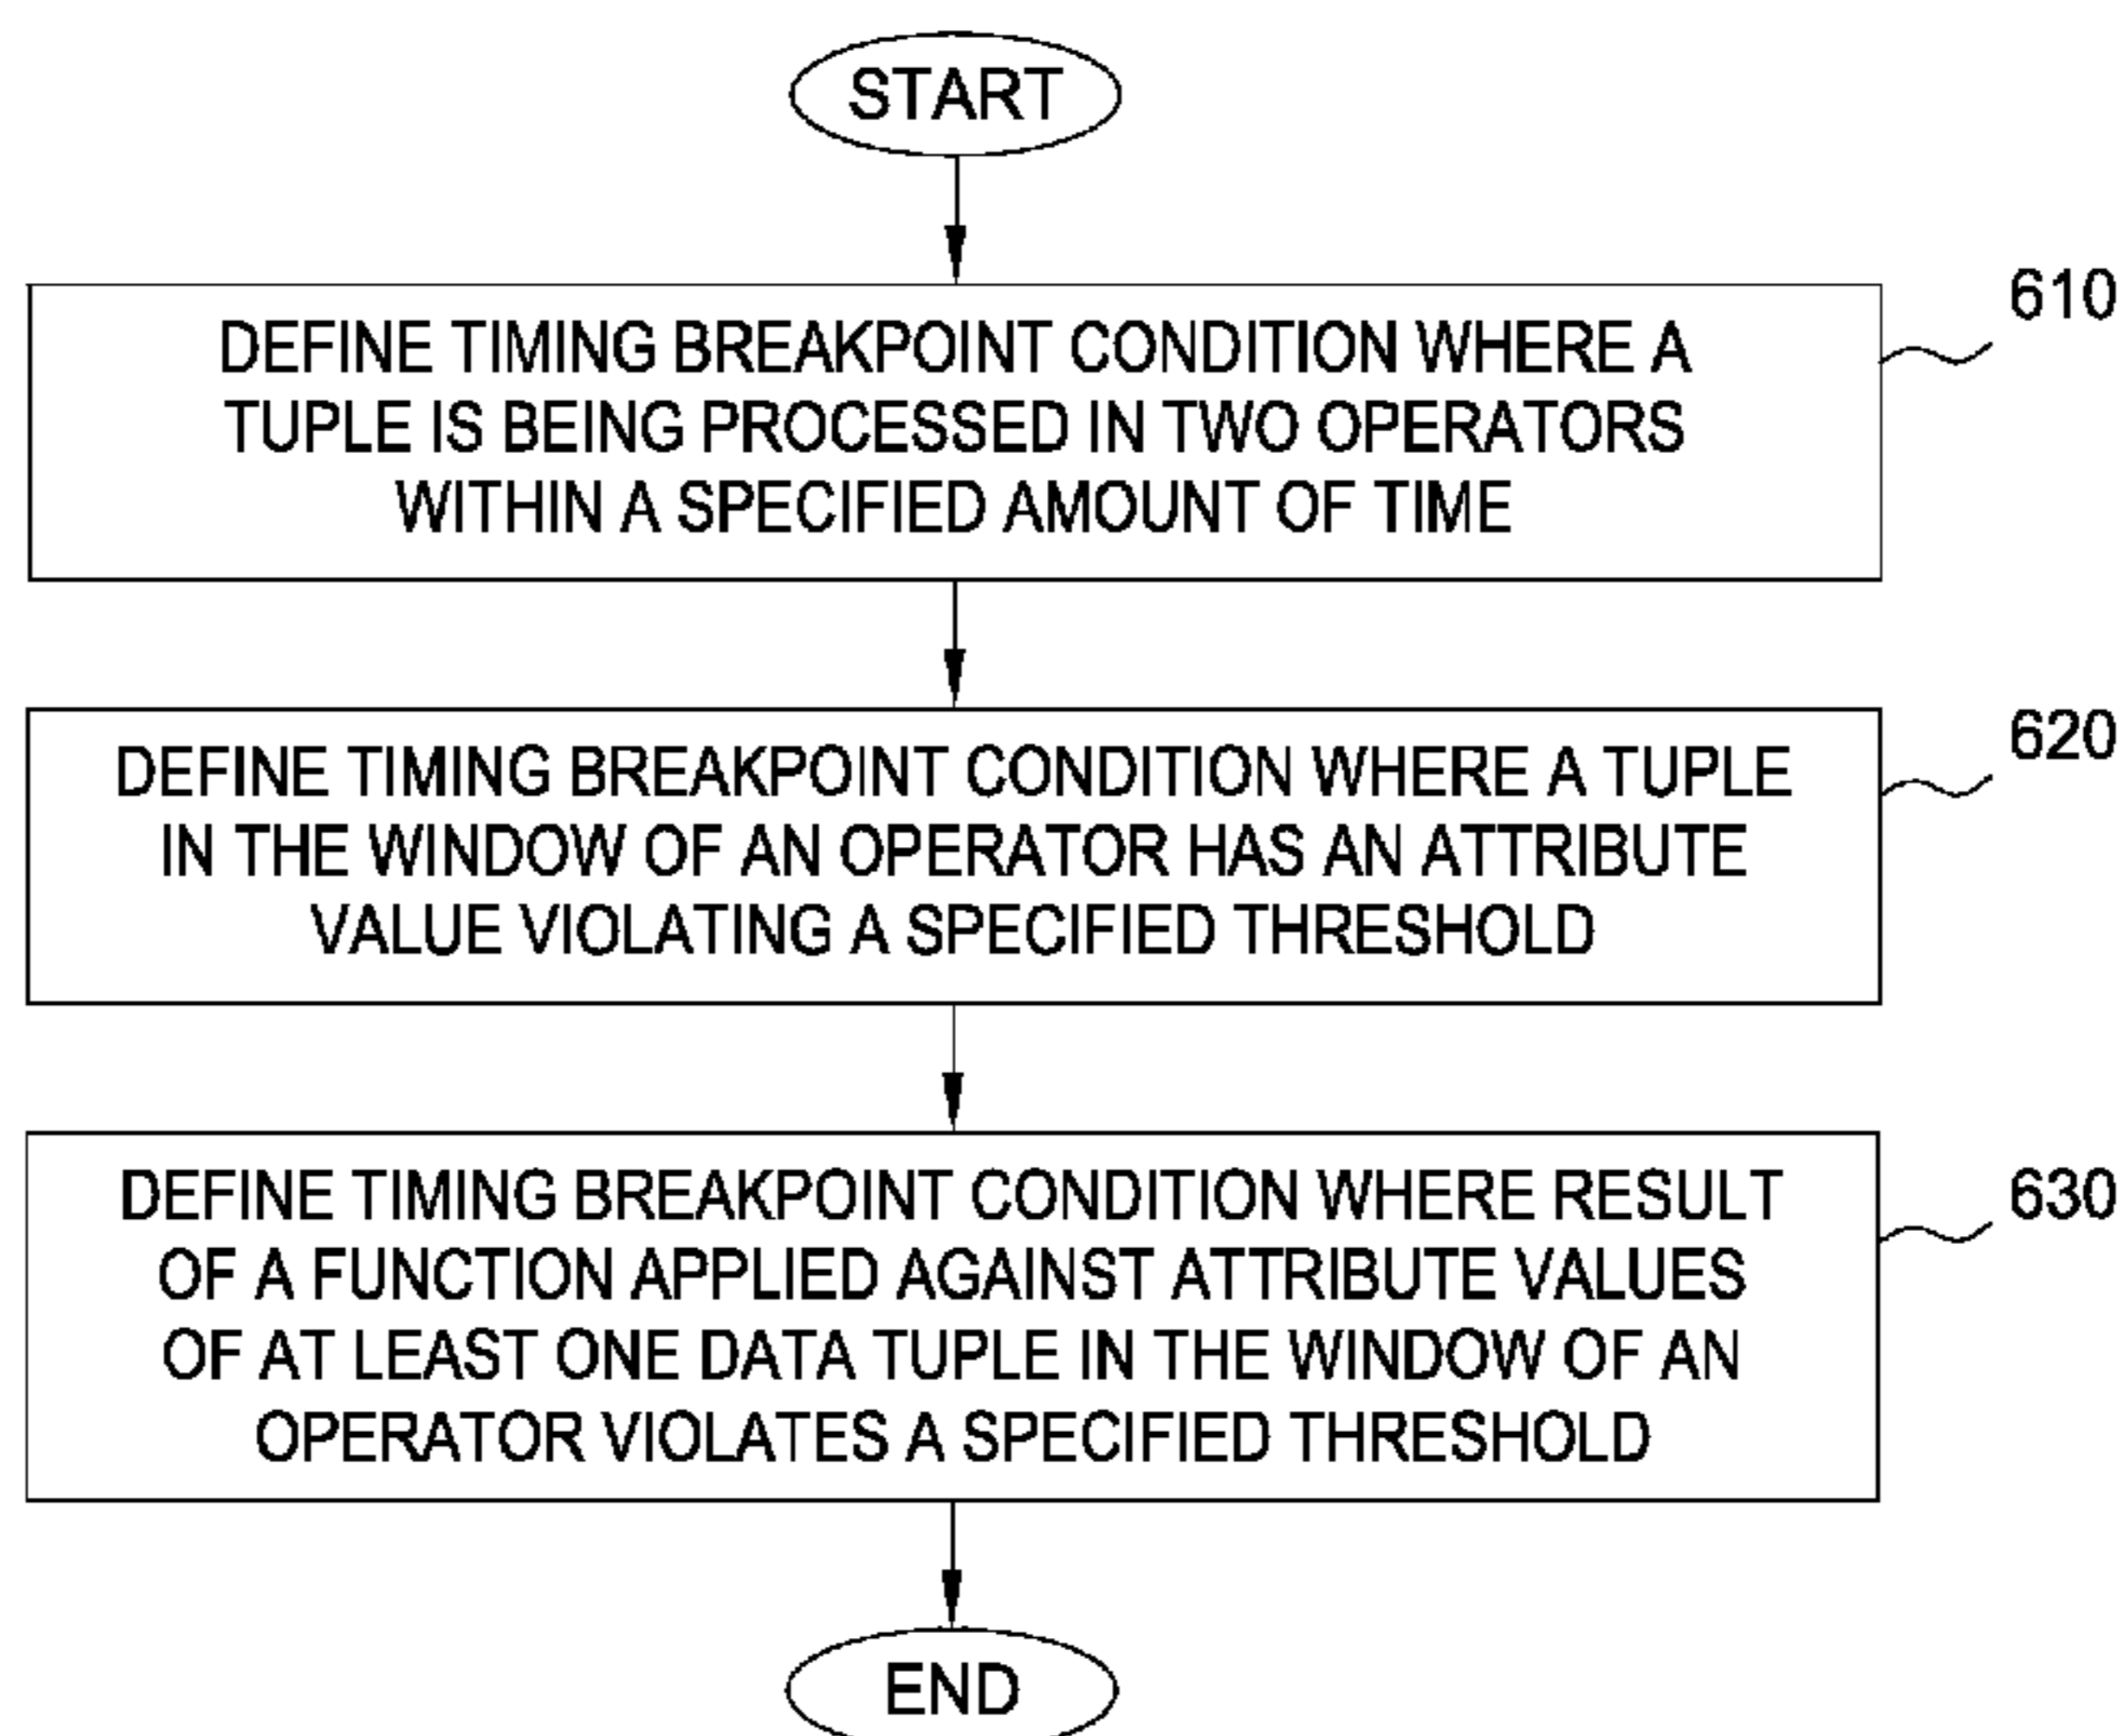 START
DEFINE TIMING BREAKPOINT CONDITION WHERE A
TUPLE IS BEING PROCESSED IN TWO OPERATORS
WITHIN A SPECIFIED AMOUNT OF TIME
610
DEFINE TIMING BREAKPOINT CONDITION WHERE A TUPLE
IN THE WINDOW OF AN OPERATOR HAS AN ATTRIBUTE
VALUE VIOLATING A SPECIFIED THRESHOLD
620
DEFINE TIMING BREAKPOINT CONDITION WHERE RESULT
OF A FUNCTION APPLIED AGAINST ATTRIBUTE VALUES
OF AT LEAST ONE DATA TUPLE IN THE WINDOW OF AN
OPERATOR VIOLATES A SPECIFIED THRESHOLD
630
END